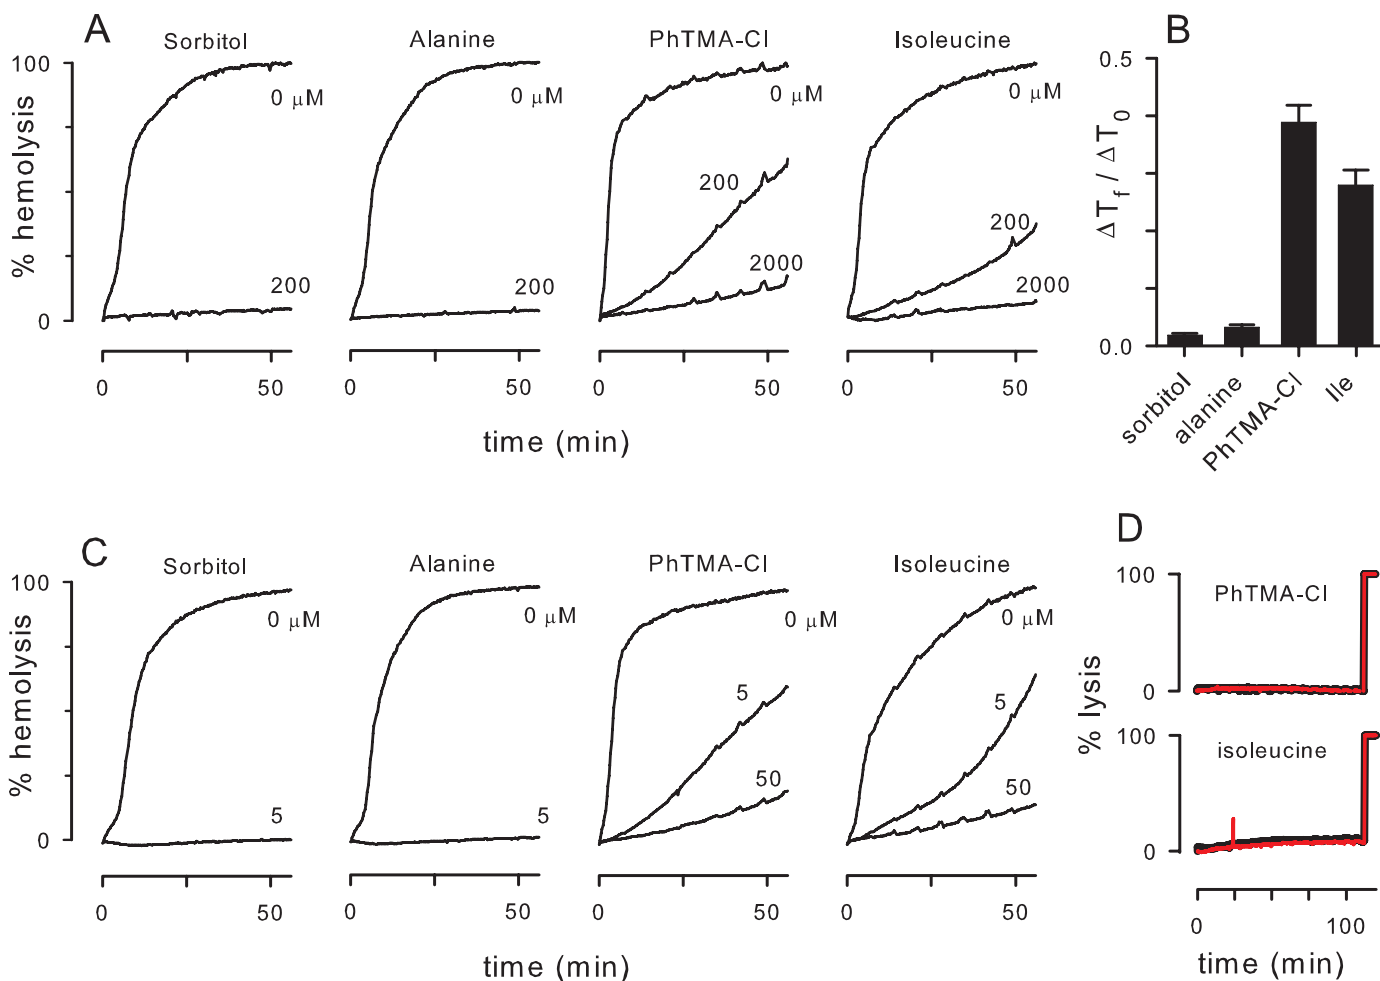 A
Sorbitol
Alanine
PhTMA-Cl
Isoleucine
B
% hemolysis
100
0
0 μM
200
0 μM
200
0 μM
200
2000
0 μM
200
2000
0
50
0
50
0
50
0
50
time (min)
0.5
0.0
ΔTf / ΔT0
sorbitol
alanine
PhTMA-Cl
Ile
C
Sorbitol
Alanine
PhTMA-Cl
Isoleucine
D
% hemolysis
100
0
0 μM
5
0 μM
5
0 μM
5
50
0 μM
5
50
0
50
0
50
0
50
0
50
time (min)
% lysis
100
PhTMA-Cl
0
100
isoleucine
0
0
100
time (min)